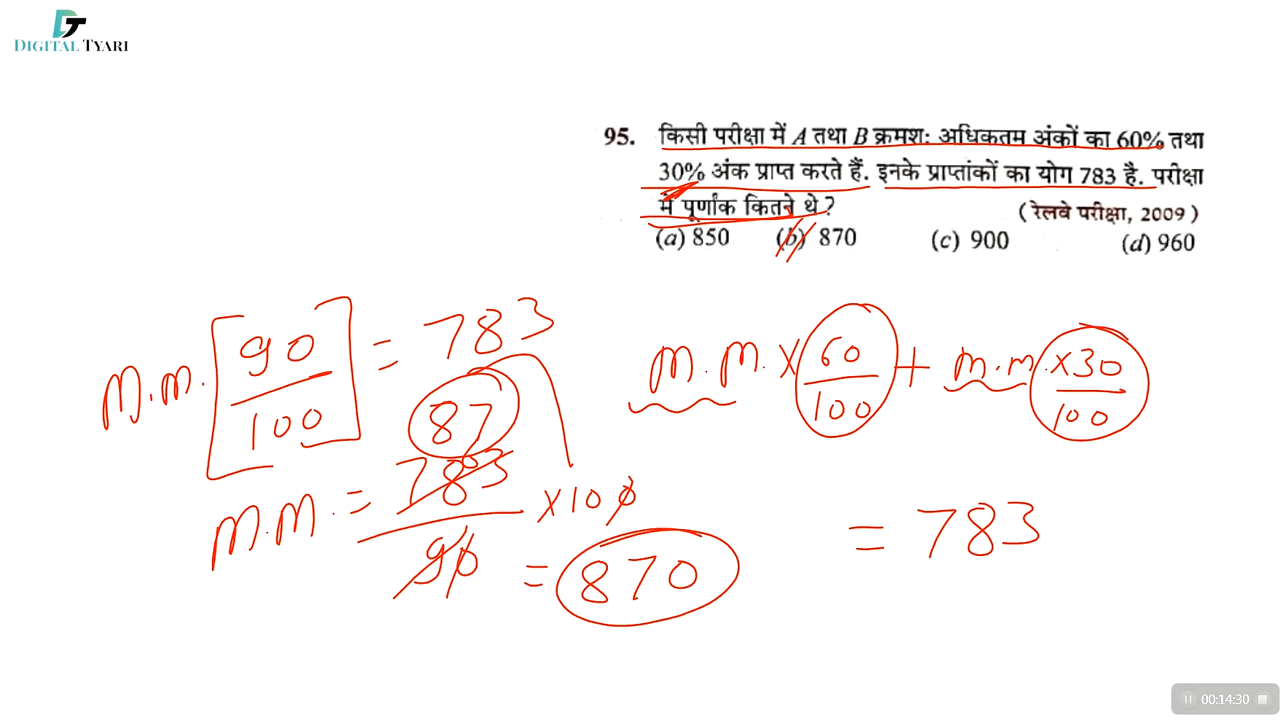 DIGITAL TYARI
95. किसी परीक्षा में A तथा B क्रमशः अधिकतम अंकों का 60% तथा
30% अंक प्राप्त करते हैं. इनके प्राप्तांकों का योग 783 है. परीक्षा
में पूर्णांक कितने थे ?
(रेलवे परीक्षा, 2009)
(a) 850 (b) 870 (c) 900 (d) 960
M.M. [90/100] = 783
M.M. = 783/90 × 100
87
= 870
M.M. × 60/100 + M.M. × 30/100
= 783
00:14:30